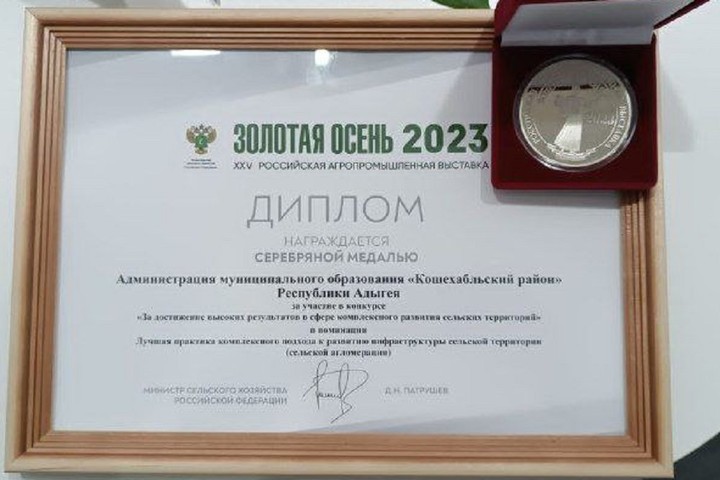 ЗОЛОТАЯ ОСЕНЬ 2023
XXV РОССИЙСКАЯ АГРОПРОМЫШЛЕННАЯ ВЫСТАВКА
ДИПЛОМ
НАГРАЖДАЕТСЯ
СЕРЕБРЯНОЙ МЕДАЛЬЮ
Администрация муниципального образования «Кошехабльский район»
Республики Адыгея
за участие в конкурсе
«За достижение высоких результатов в сфере комплексного развития сельских территорий»
в номинации
Лучшая практика комплексного подхода к развитию инфраструктуры сельской территории
(сельской агломерации)
МИНИСТР СЕЛЬСКОГО ХОЗЯЙСТВА
РОССИЙСКОЙ ФЕДЕРАЦИИ
Д.Н. ПАТРУШЕВ
2023
ВЫСТАВКА